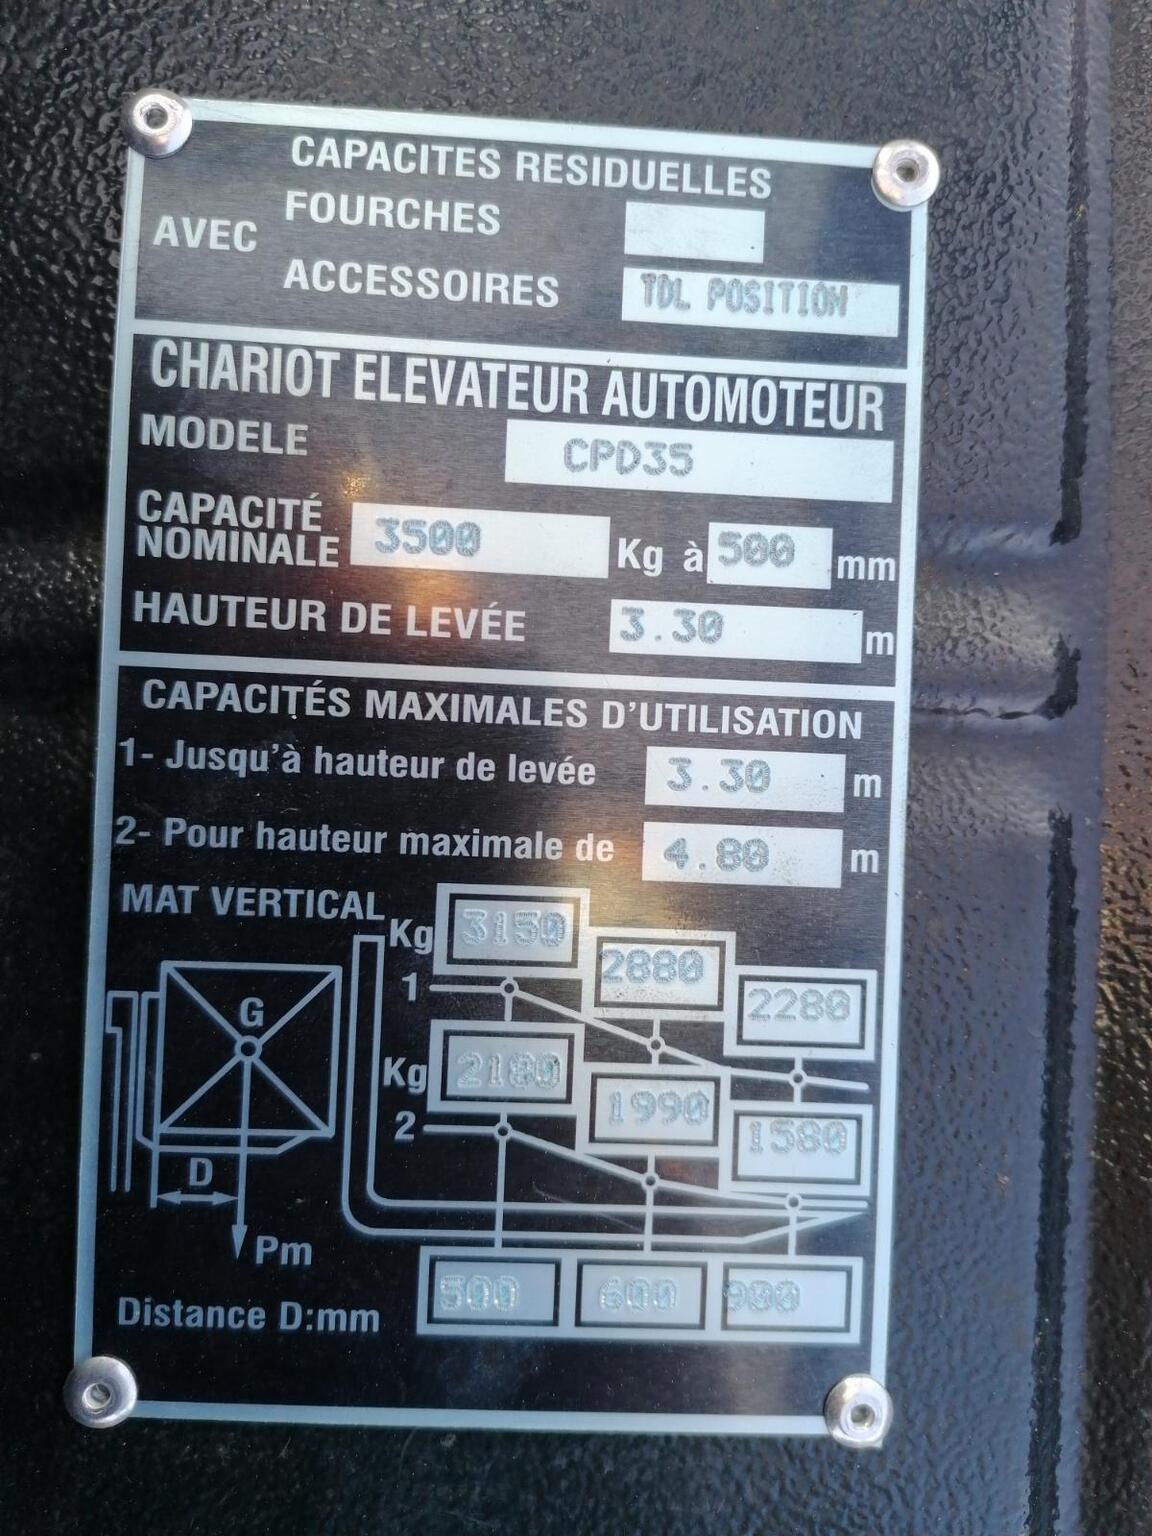 CAPACITES RESIDUELLES
AVEC FOURCHES
ACCESSOIRES TDL POSITION
CHARIOT ELEVATEUR AUTOMOTEUR
MODELE CPD35
CAPACITÉ NOMINALE 3500 Kg à 500 mm
HAUTEUR DE LEVÉE 3.30 m
CAPACITÉS MAXIMALES D'UTILISATION
1- Jusqu'à hauteur de levée 3.30 m
2- Pour hauteur maximale de 4.80 m
MAT VERTICAL
Kg 3150 2880 2280
1
G
Kg 2180 1990 1580
2
D
Pm
Distance D:mm 500 600 900